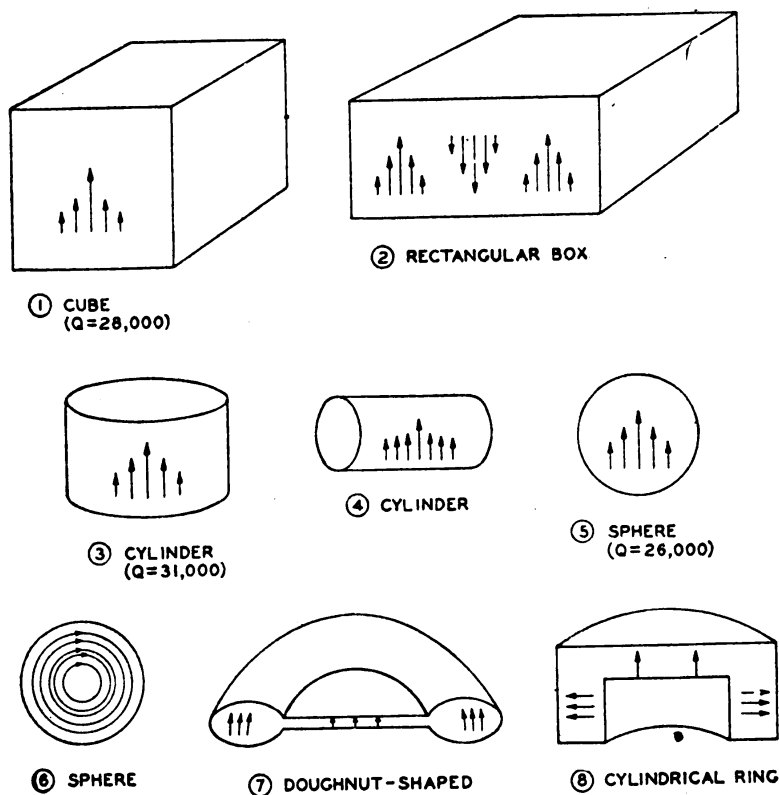 ① CUBE
(Q=28,000)
② RECTANGULAR BOX
③ CYLINDER
(Q=31,000)
④ CYLINDER
⑤ SPHERE
(Q=26,000)
⑥ SPHERE
⑦ DOUGHNUT-SHAPED
⑧ CYLINDRICAL RING